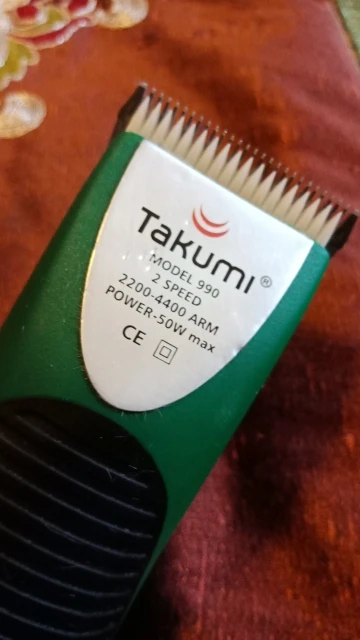 Takumi®
MODEL 990
2 SPEED
2200-4400 ARM
POWER-50W max
CE